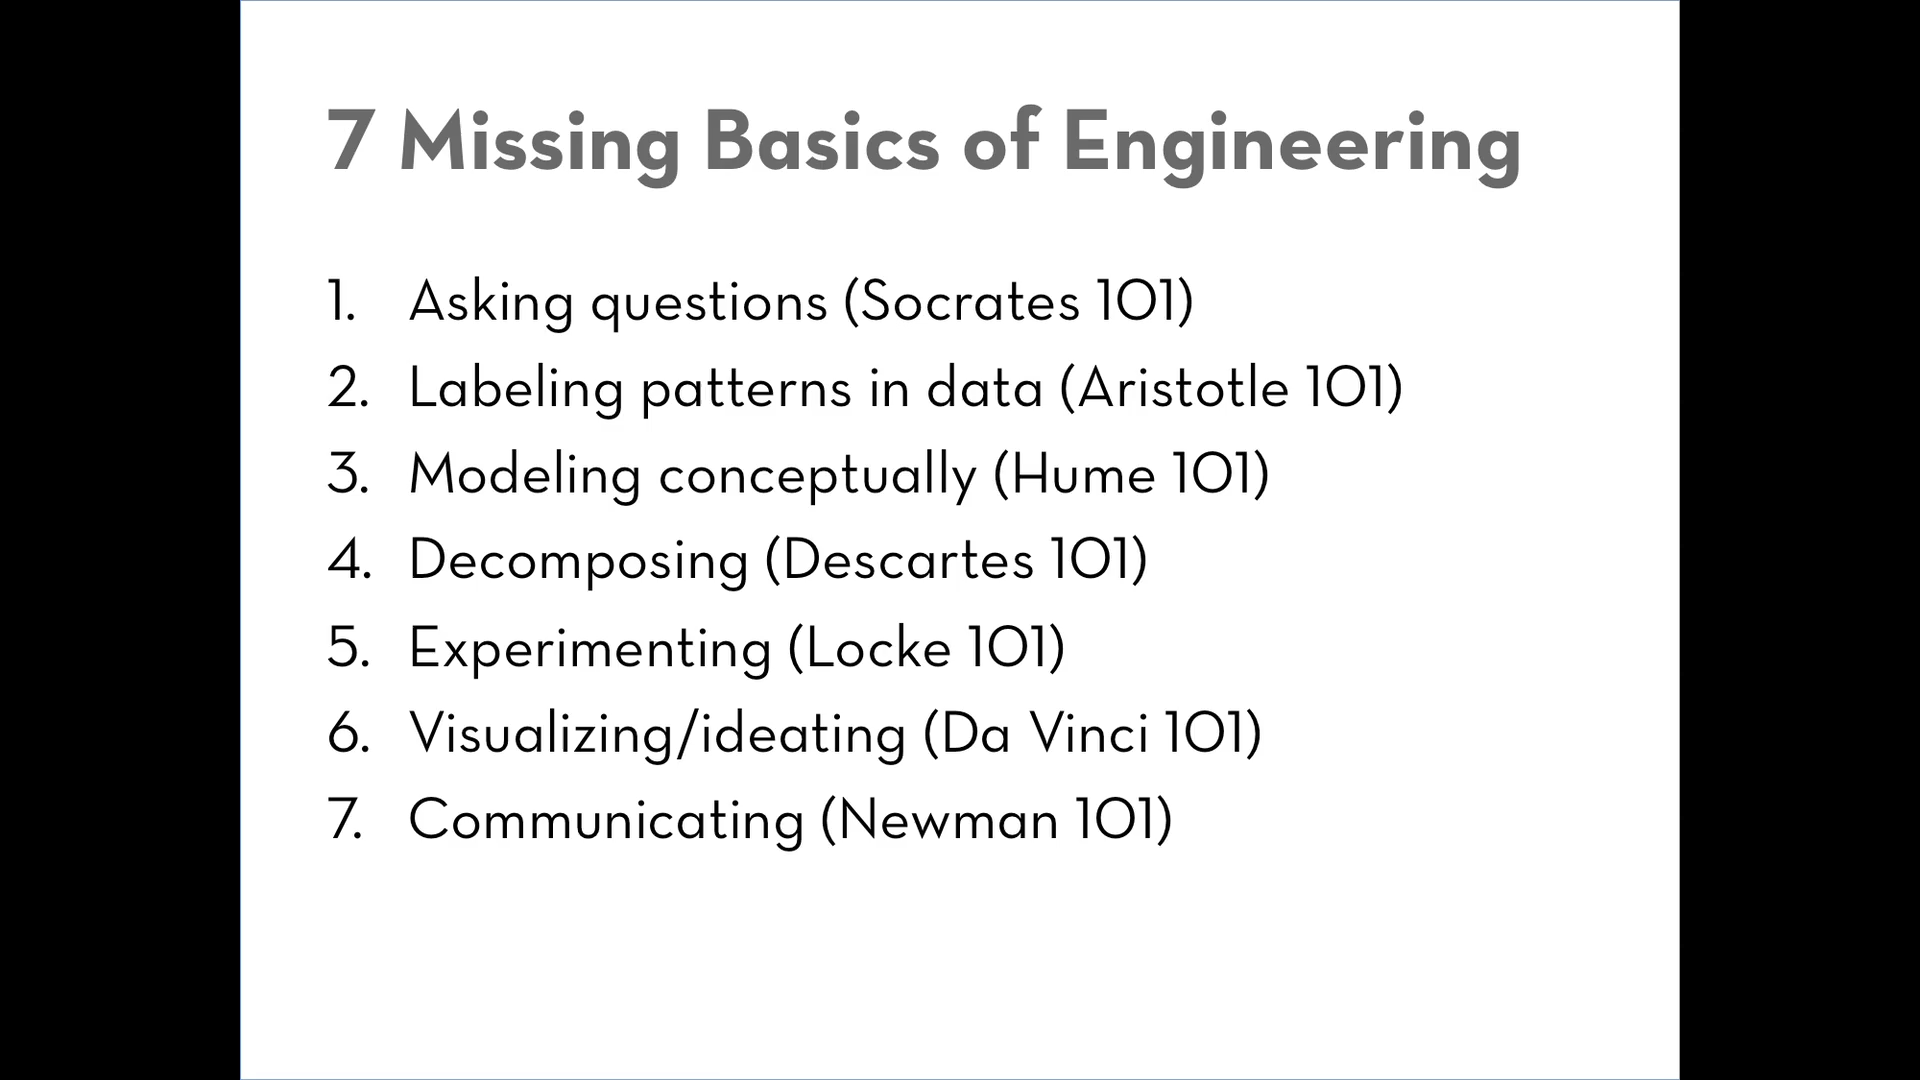 7 Missing Basics of Engineering
1. Asking questions (Socrates 101)
2. Labeling patterns in data (Aristotle 101)
3. Modeling conceptually (Hume 101)
4. Decomposing (Descartes 101)
5. Experimenting (Locke 101)
6. Visualizing/ideating (Da Vinci 101)
7. Communicating (Newman 101)